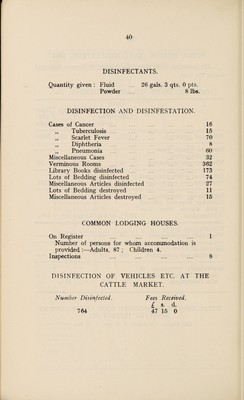 40
DISINFECTANTS.
Quantity given : Fluid ... 26 gals. 3 qts. 0 pts.
Powder ... 8 lbs.
DISINFECTION AND DISINFESTATION.
Cases of Cancer 16
,, Tuberculosis 15
,, Scarlet Fever 70
,, Diphtheria 8
,, Pneumonia 60
Miscellaneous Cases 32
Verminous Rooms 362
Library Books disinfected 173
Lots of Bedding disinfected 74
Miscellaneous Articles disinfected 27
Lots of Bedding destroyed 11
Miscellaneous Articles destroyed 15
COMMON LODGING HOUSES.
On Register 1
Number of persons for whom accommodation is
provided :—Adults, 87 ; Children 4.
Inspections 8
DISINFECTION OF VEHICLES ETC. AT THE
CATTLE MARKET.
Number Disinfected. Fees Received.
£ s. d.
764 47 15 0